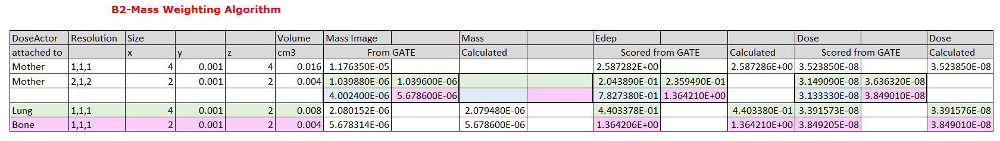 B2-Mass Weighting Algorithm
DoseActor Resolution Size Volume Mass Image Mass Edep Dose Dose
attached to x y z cm3 From GATE Calculated Scored from GATE Calculated Scored from GATE Calculated
Mother 1,1,1 4 0.001 4 0.016 1.176350E-05 2.587282E+00 2.587286E+00 3.523850E-08 3.523850E-08
Mother 2,1,2 2 0.001 2 0.004 1.039880E-06 1.039600E-06 2.043890E-01 2.359490E-01 3.149090E-08 3.636320E-08
4.002400E-06 5.678600E-06 7.827380E-01 1.364210E+00 3.133330E-08 3.849010E-08
Lung 1,1,1 4 0.001 2 0.008 2.080152E-06 2.079480E-06 4.403378E-01 4.403380E-01 3.391573E-08 3.391576E-08
Bone 1,1,1 2 0.001 2 0.004 5.678314E-06 5.678600E-06 1.364206E+00 1.364210E+00 3.849205E-08 3.849010E-08